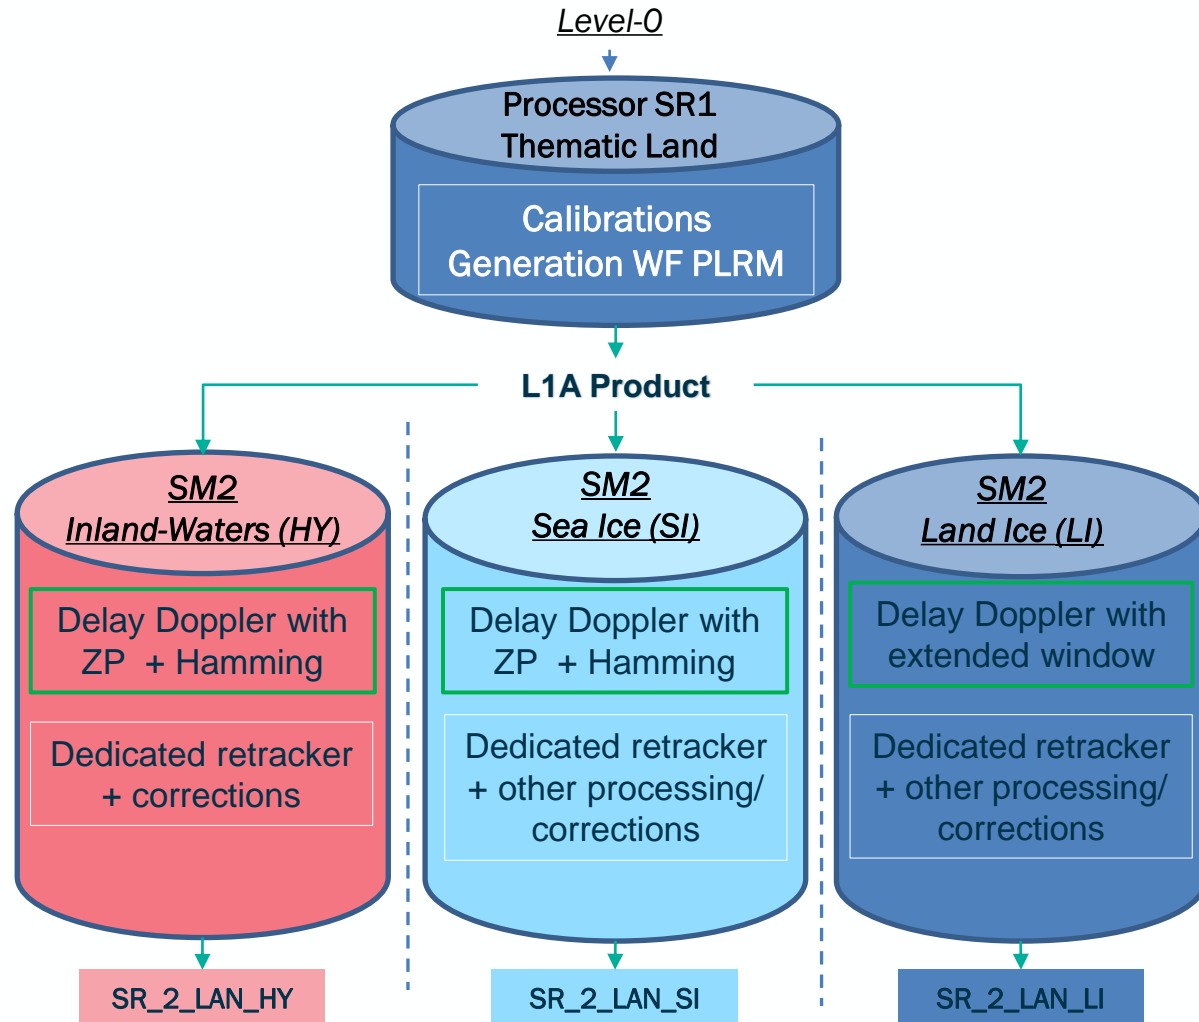 Level-0
Processor SR1
Thematic Land
Calibrations
Generation WF PLRM
L1A Product
SM2
Inland-Waters (HY)
Delay Doppler with
ZP + Hamming
Dedicated retracker
+ corrections
SR_2_LAN_HY
SM2
Sea Ice (SI)
Delay Doppler with
ZP + Hamming
Dedicated retracker
+ other processing/
corrections
SR_2_LAN_SI
SM2
Land Ice (LI)
Delay Doppler with
extended window
Dedicated retracker
+ other processing/
corrections
SR_2_LAN_LI